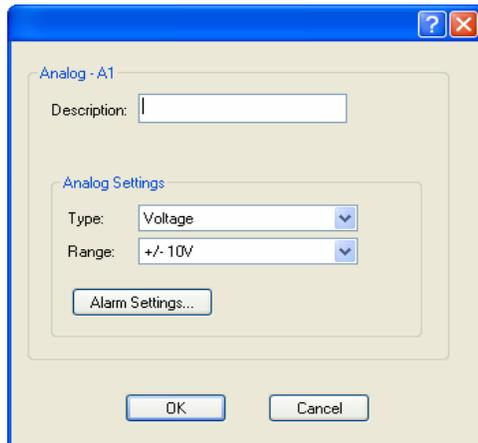 Analog - A1
Description:
Analog Settings
Type: Voltage
Range: +/- 10V
Alarm Settings...
OK Cancel